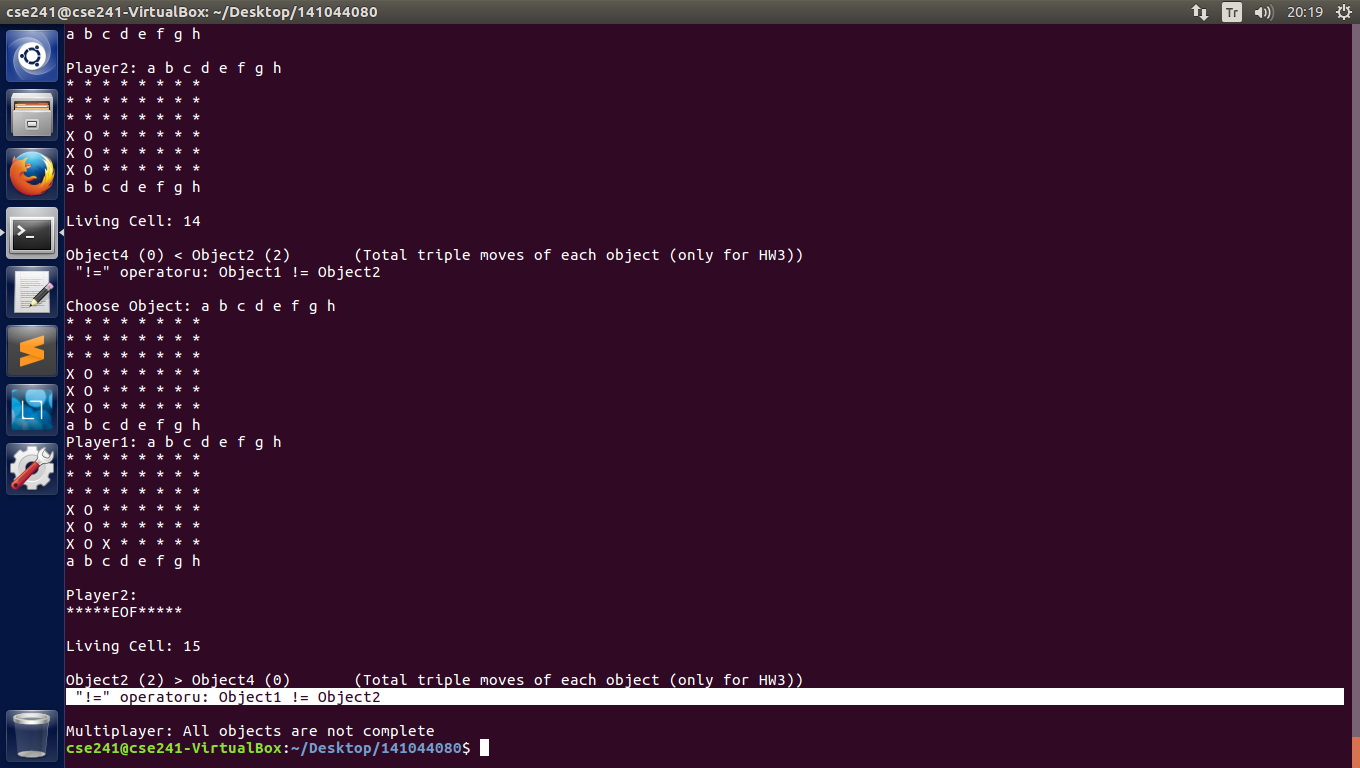 cse241@cse241-VirtualBox: ~/Desktop/141044080
Tr
20:19
a b c d e f g h
Player2: a b c d e f g h
* * * * * * * *
* * * * * * * *
* * * * * * * *
X O * * * * * *
X O * * * * * *
X O * * * * * *
a b c d e f g h
Living Cell: 14
Object4 (0) < Object2 (2)       (Total triple moves of each object (only for HW3))
 "!=" operatoru: Object1 != Object2
Choose Object: a b c d e f g h
* * * * * * * *
* * * * * * * *
* * * * * * * *
X O * * * * * *
X O * * * * * *
X O * * * * * *
a b c d e f g h
Player1: a b c d e f g h
* * * * * * * *
* * * * * * * *
* * * * * * * *
X O * * * * * *
X O * * * * * *
X O X * * * * *
a b c d e f g h
Player2:
*****EOF*****
Living Cell: 15
Object2 (2) > Object4 (0)       (Total triple moves of each object (only for HW3))
 "!=" operatoru: Object1 != Object2
Multiplayer: All objects are not complete
cse241@cse241-VirtualBox:~/Desktop/141044080$